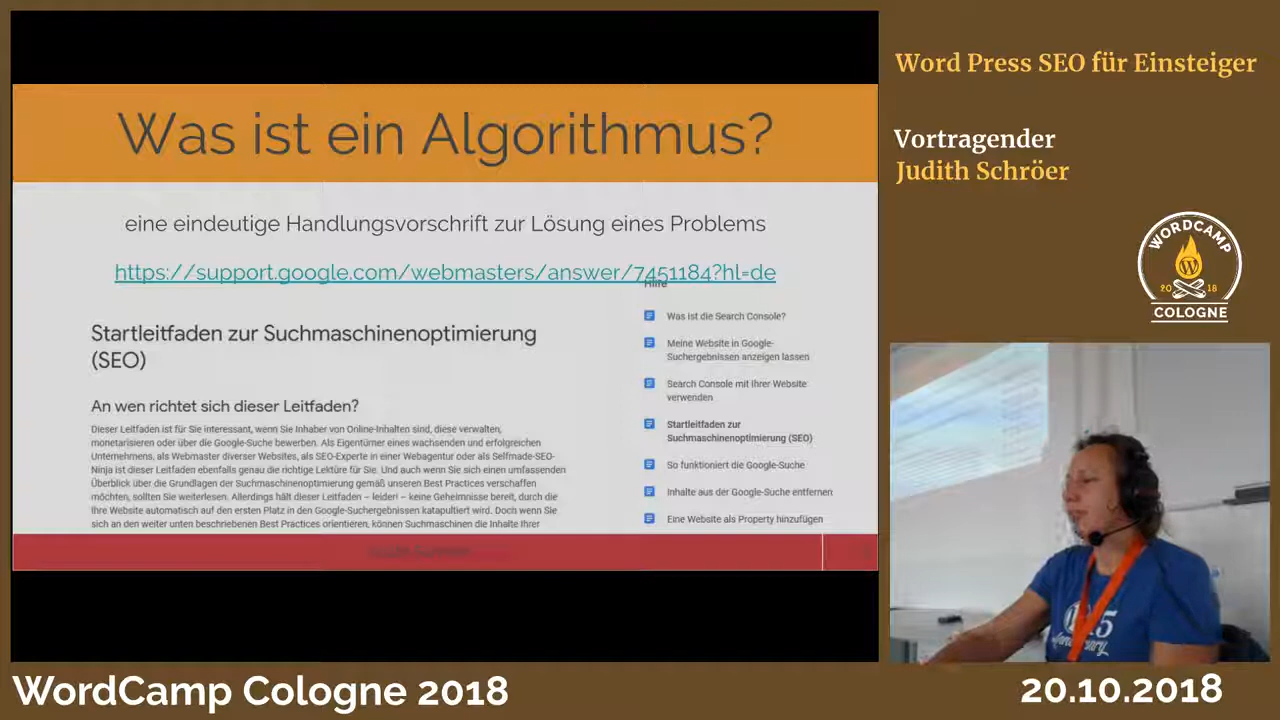 Was ist ein Algorithmus?
eine eindeutige Handlungsvorschrift zur Lösung eines Problems
https://support.google.com/webmasters/answer/7451184?hl=de
Startleitfaden zur Suchmaschinenoptimierung
(SEO)
An wen richtet sich dieser Leitfaden?
Dieser Leitfaden ist für Sie interessant, wenn Sie Inhaber von Online-Inhalten sind, diese verwalten,
monetarisieren oder über die Google-Suche bewerben. Als Eigentümer eines wachsenden und erfolgreichen
Unternehmens, als Webmaster diverser Websites, als SEO-Experte in einer Webagentur oder als Selfmade-SEO-
Ninja ist dieser Leitfaden ebenfalls genau die richtige Lektüre für Sie. Und auch wenn Sie sich einen umfassenden
Überblick über die Grundlagen der Suchmaschinenoptimierung gemäß unseren Best Practices verschaffen
möchten, sollten Sie weiterlesen. Allerdings hält dieser Leitfaden – leider! – keine Geheimnisse bereit, durch die
Ihre Website automatisch auf den ersten Platz in den Google-Suchergebnissen katapultiert wird. Doch wenn Sie
sich an den weiter unten beschriebenen Best Practices orientieren, können Suchmaschinen die Inhalte Ihrer
Hilfe
Was ist die Search Console?
Meine Website in Google-
Suchergebnissen anzeigen lassen
Search Console mit Ihrer Website
verwenden
Startleitfaden zur
Suchmaschinenoptimierung (SEO)
So funktioniert die Google-Suche
Inhalte aus der Google-Suche entfernen
Eine Website als Property hinzufügen
Word Press SEO für Einsteiger
Vortragender
Judith Schröer
WORDCAMP
20 18
COLOGNE
WordCamp Cologne 2018
20.10.2018